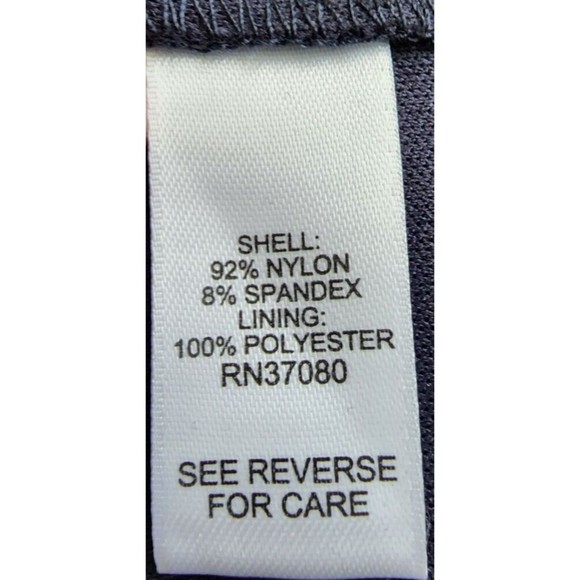 SHELL:
92% NYLON
8% SPANDEX
LINING:
100% POLYESTER
RN37080
SEE REVERSE
FOR CARE